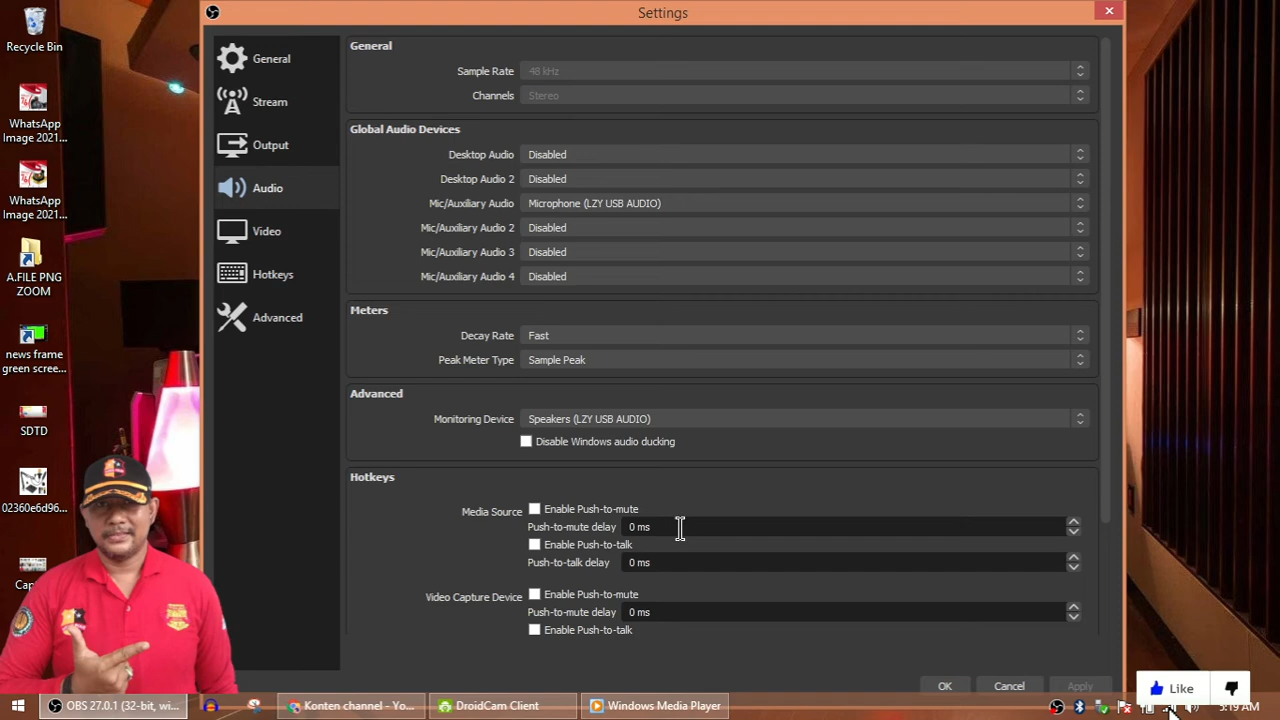 Settings
Recycle Bin
WhatsApp
Image 2021...
WhatsApp
Image 2021...
A.FILE PNG
ZOOM
news frame
green scree...
SDTD
02360e6d96...
General
Stream
Output
Audio
Video
Hotkeys
Advanced
General
Sample Rate 48 kHz
Channels Stereo
Global Audio Devices
Desktop Audio Disabled
Desktop Audio 2 Disabled
Mic/Auxiliary Audio Microphone (LZY USB AUDIO)
Mic/Auxiliary Audio 2 Disabled
Mic/Auxiliary Audio 3 Disabled
Mic/Auxiliary Audio 4 Disabled
Meters
Decay Rate Fast
Peak Meter Type Sample Peak
Advanced
Monitoring Device Speakers (LZY USB AUDIO)
Disable Windows audio ducking
Hotkeys
Media Source Enable Push-to-mute
Push-to-mute delay 0 ms
Enable Push-to-talk
Push-to-talk delay 0 ms
Video Capture Device Enable Push-to-mute
Push-to-mute delay 0 ms
Enable Push-to-talk
OK Cancel Apply
Like
OBS 27.0.1 (32-bit, wi... Konten channel - Yo... DroidCam Client Windows Media Player 5:19 AM